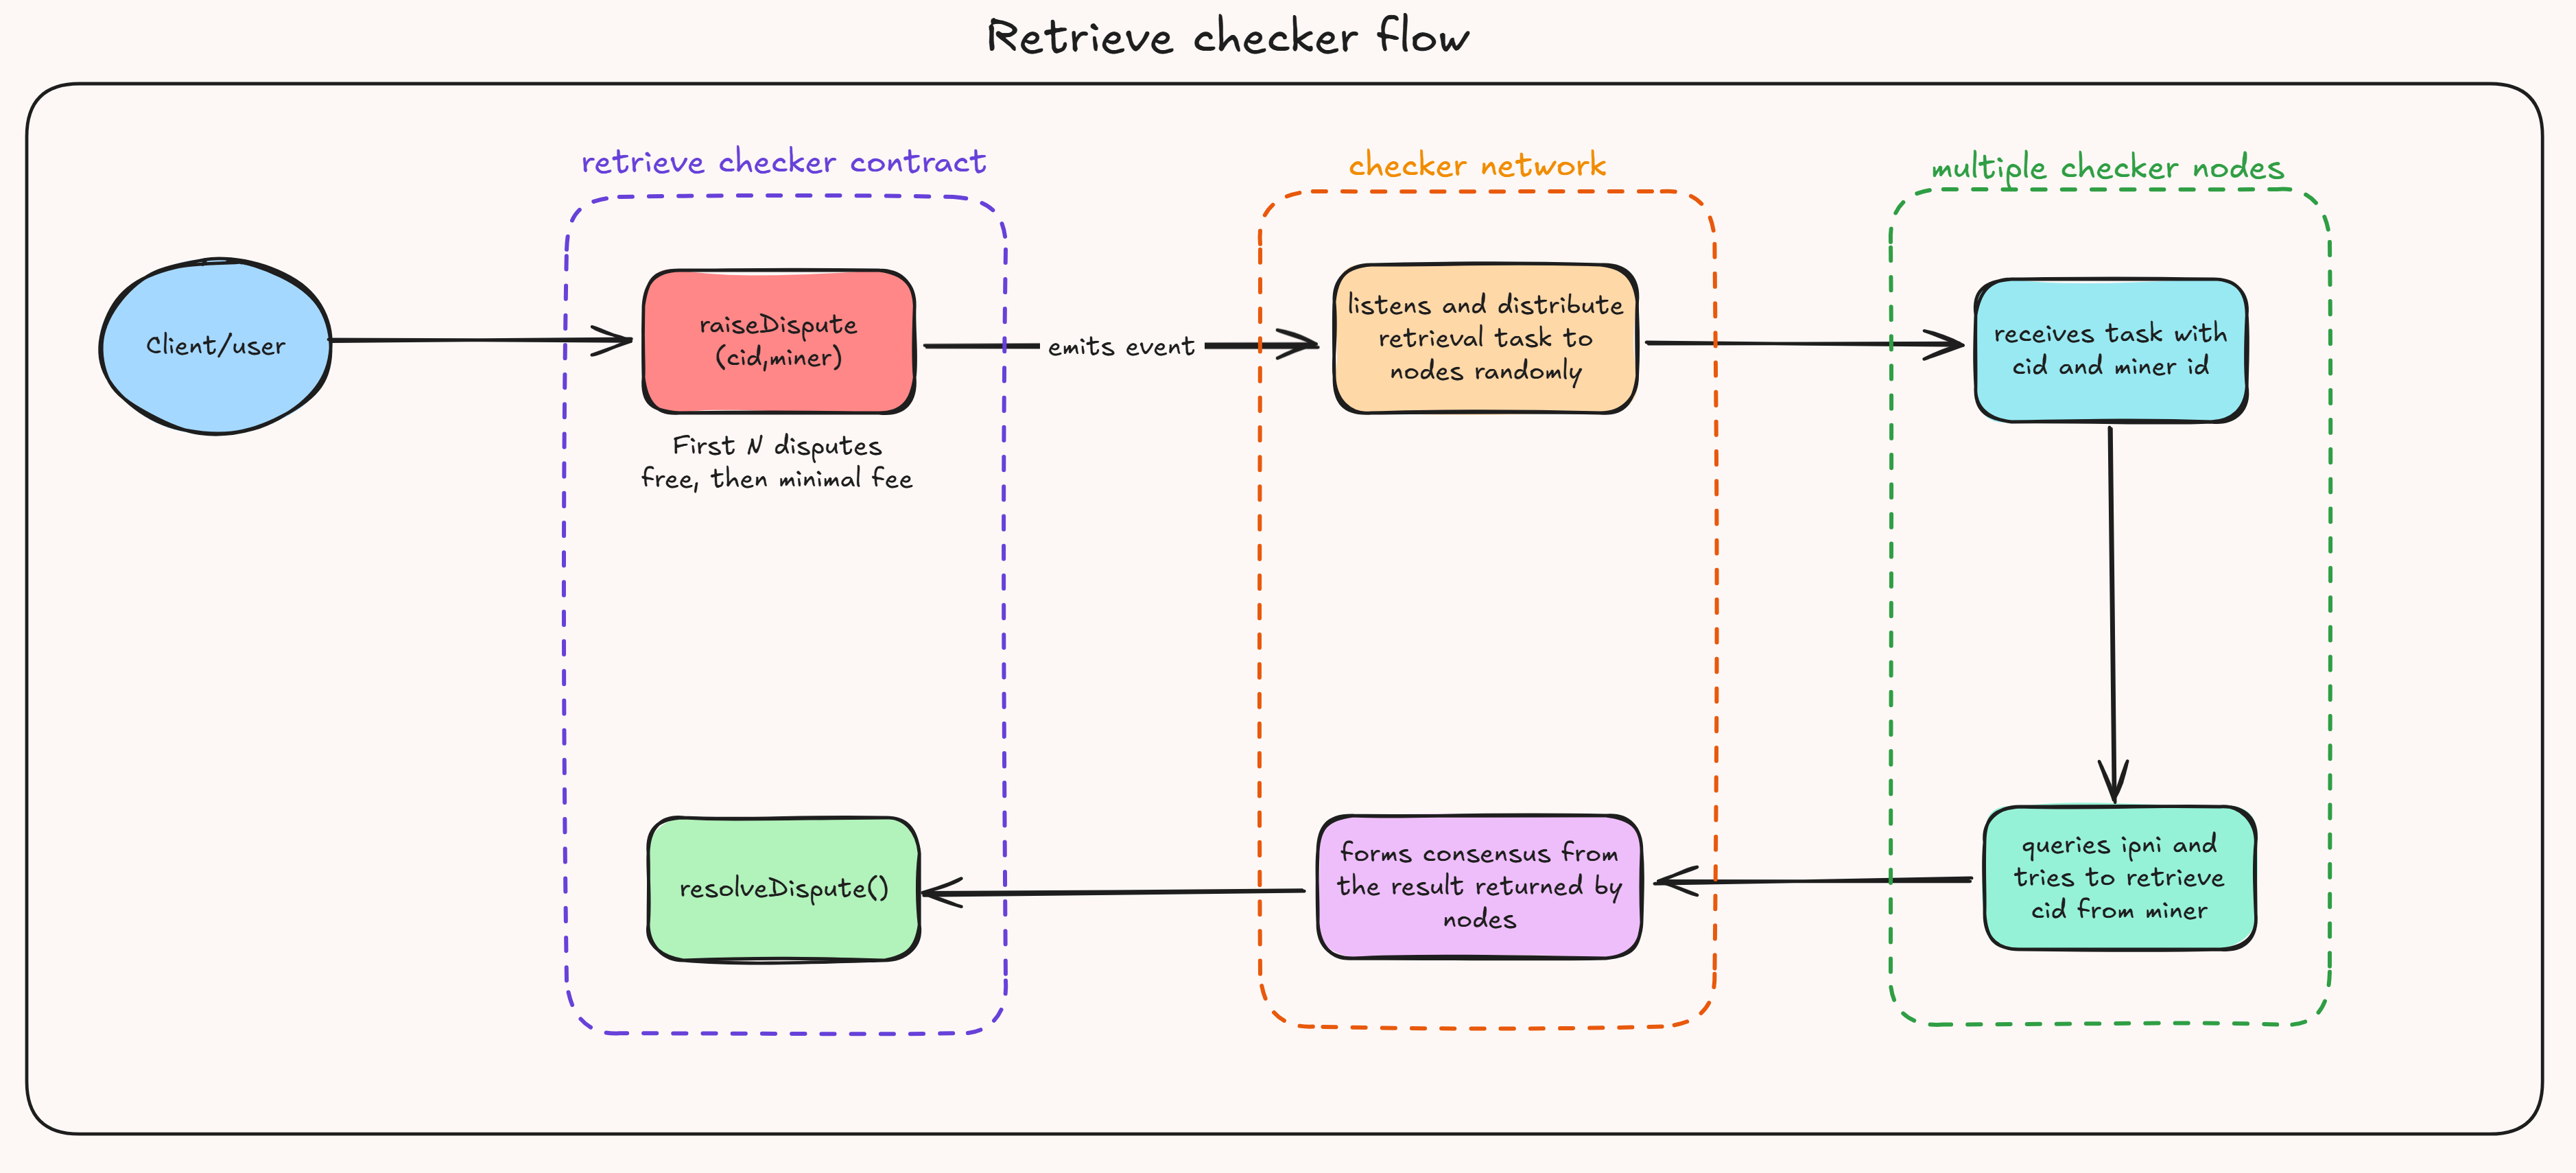 Retrieve checker flow
retrieve checker contract
checker network
multiple checker nodes
Client/user
raiseDispute
(cid,miner)
First N disputes
free, then minimal fee
emits event
listens and distribute
retrieval task to
nodes randomly
receives task with
cid and miner id
queries ipni and
tries to retrieve
cid from miner
forms consensus from
the result returned by
nodes
resolveDispute()